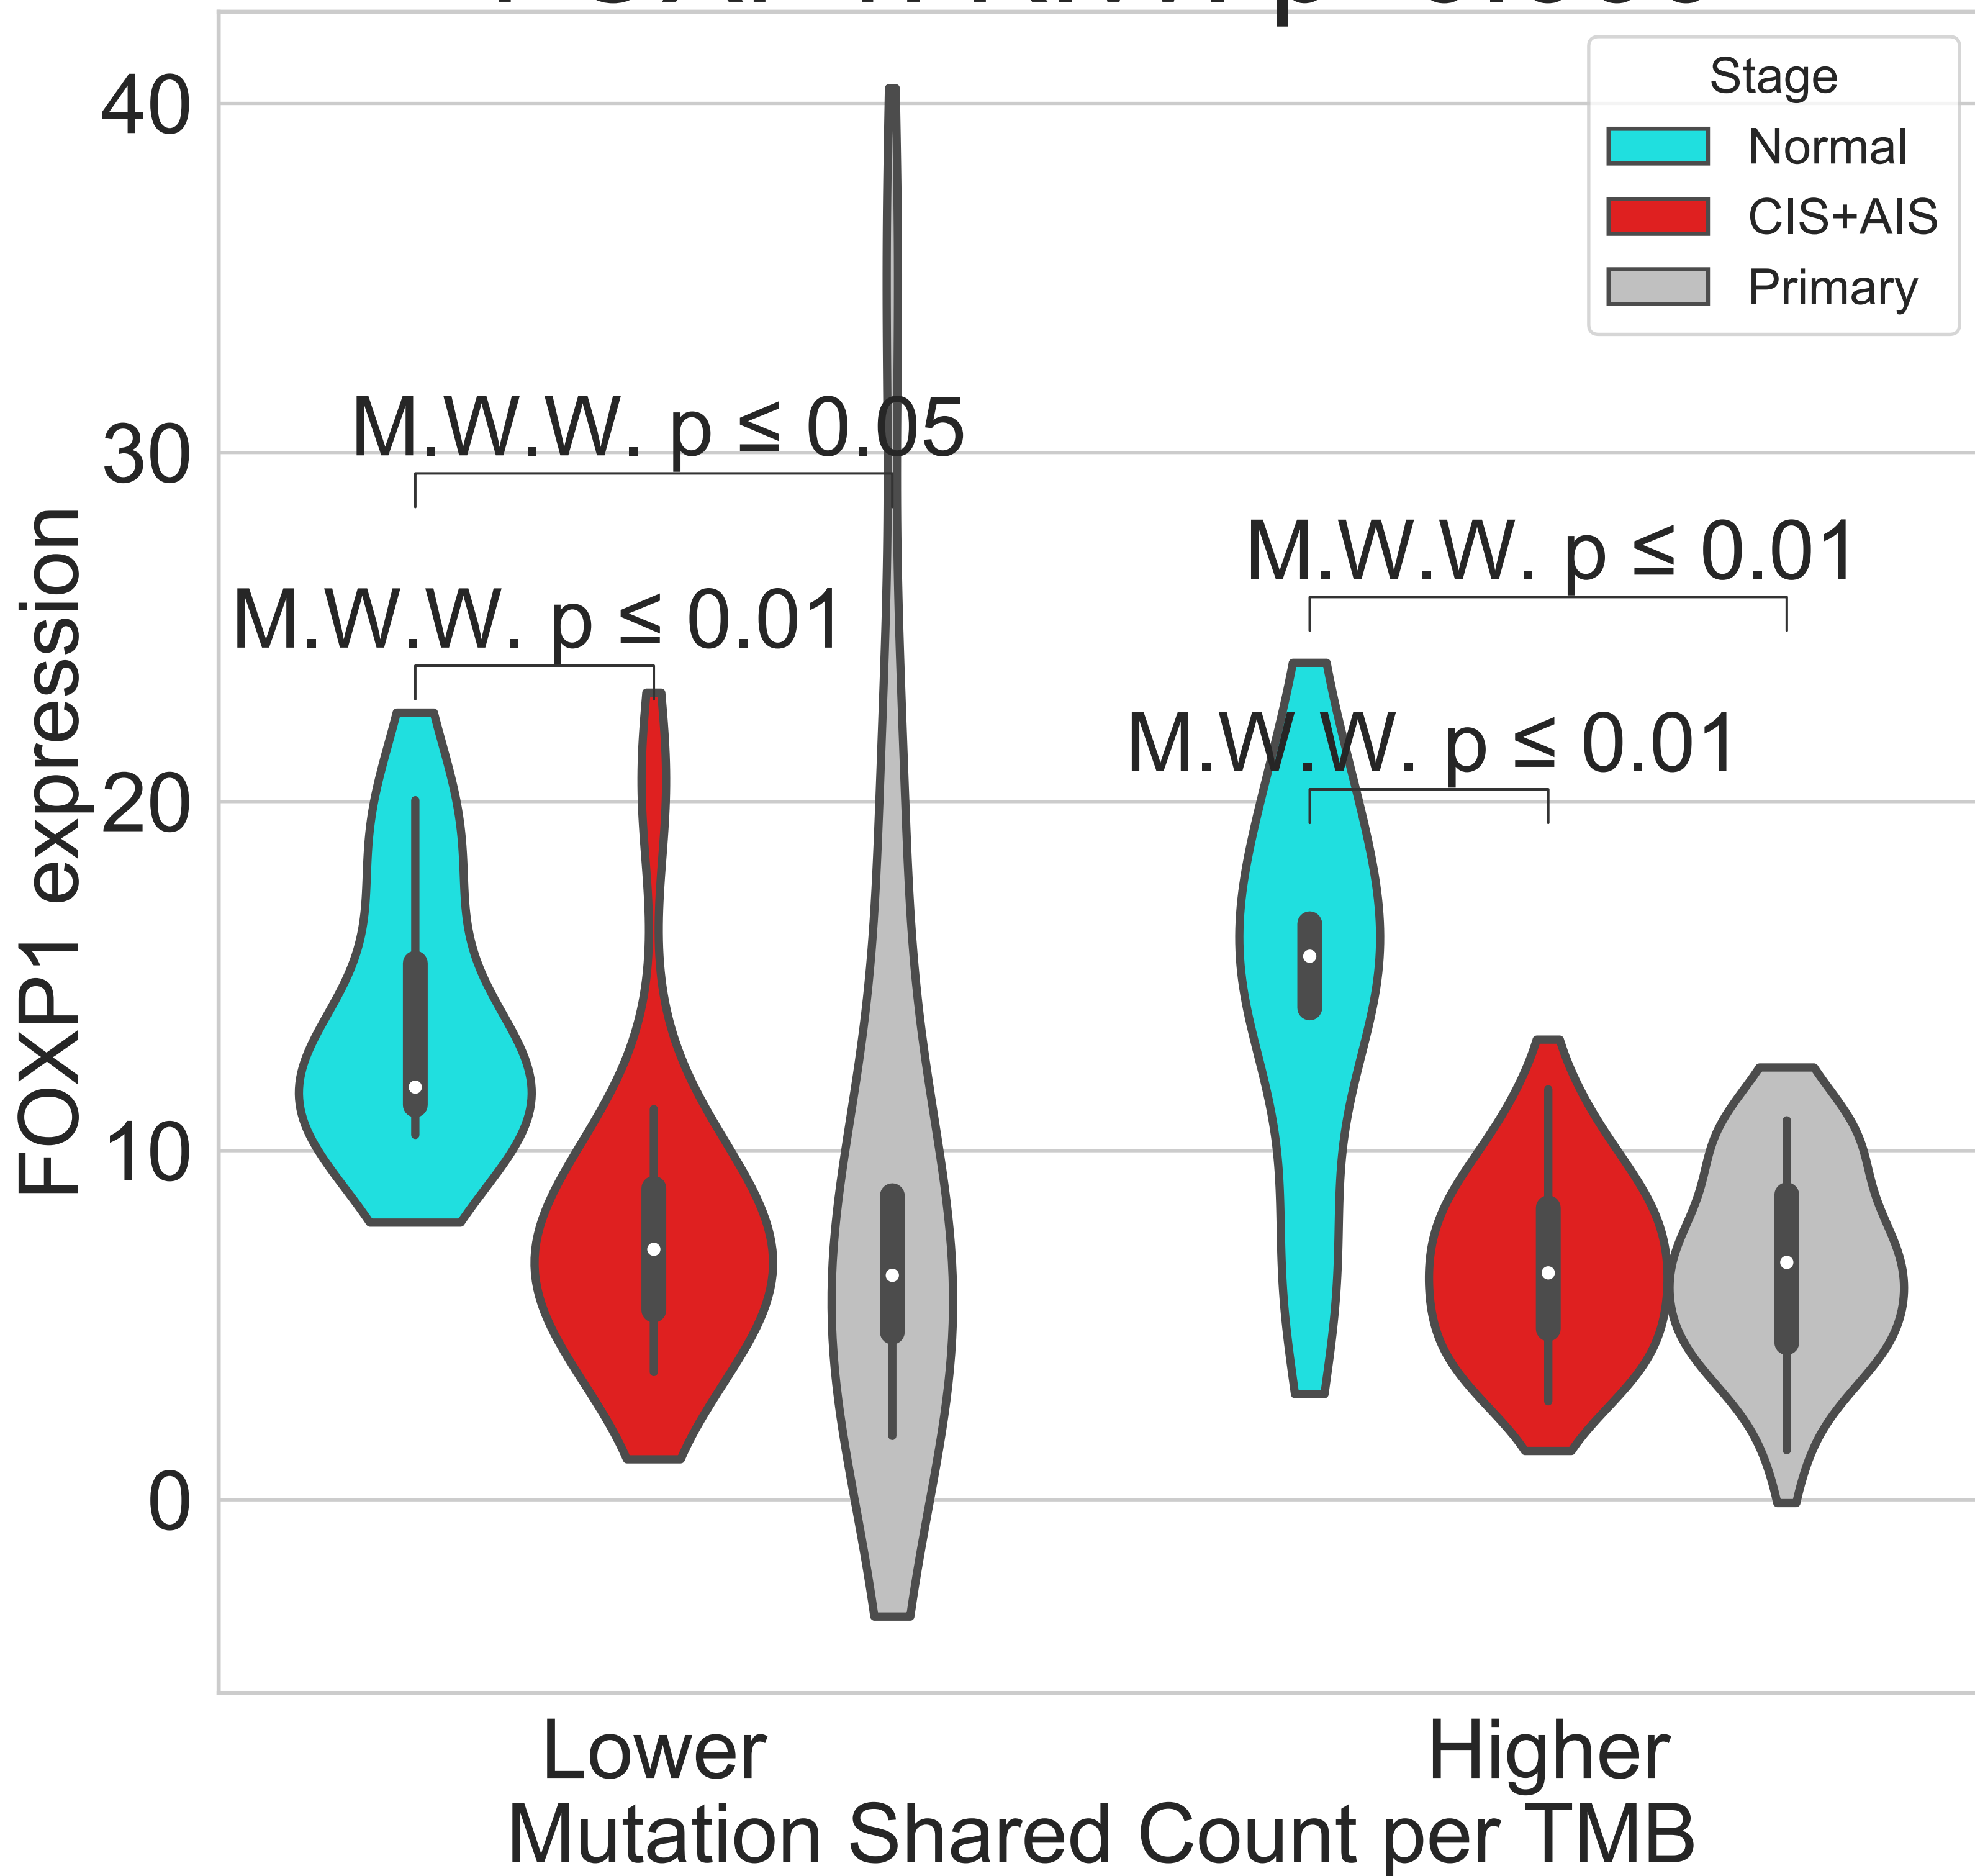 Stage
Normal
CIS+AIS
Primary
40
30
20
10
0
FOXP1 expression
M.W.W. p ≤ 0.05
M.W.W. p ≤ 0.01
M.W.W. p ≤ 0.01
M.W.W. p ≤ 0.01
Lower
Higher
Mutation Shared Count per TMB